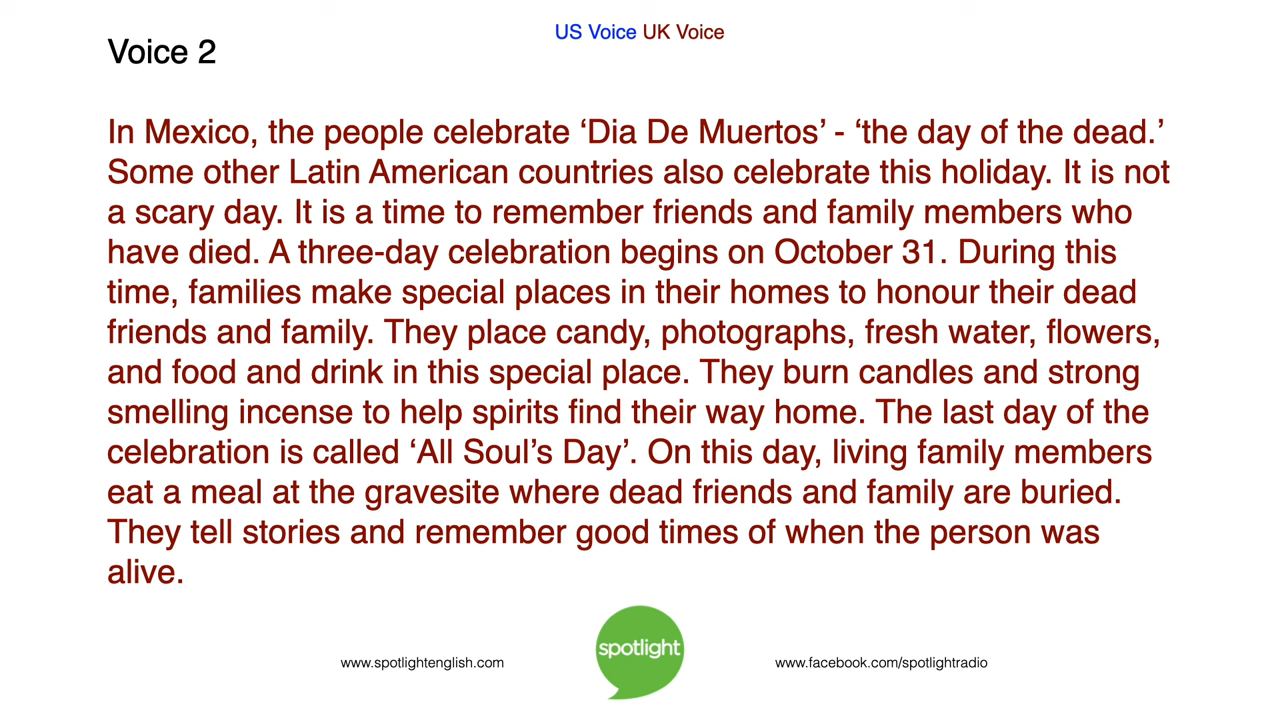 US Voice UK Voice
Voice 2
In Mexico, the people celebrate ‘Dia De Muertos’ - ‘the day of the dead.’
Some other Latin American countries also celebrate this holiday. It is not
a scary day. It is a time to remember friends and family members who
have died. A three-day celebration begins on October 31. During this
time, families make special places in their homes to honour their dead
friends and family. They place candy, photographs, fresh water, flowers,
and food and drink in this special place. They burn candles and strong
smelling incense to help spirits find their way home. The last day of the
celebration is called ‘All Soul’s Day’. On this day, living family members
eat a meal at the gravesite where dead friends and family are buried.
They tell stories and remember good times of when the person was
alive.
spotlight
www.spotlightenglish.com
www.facebook.com/spotlightradio